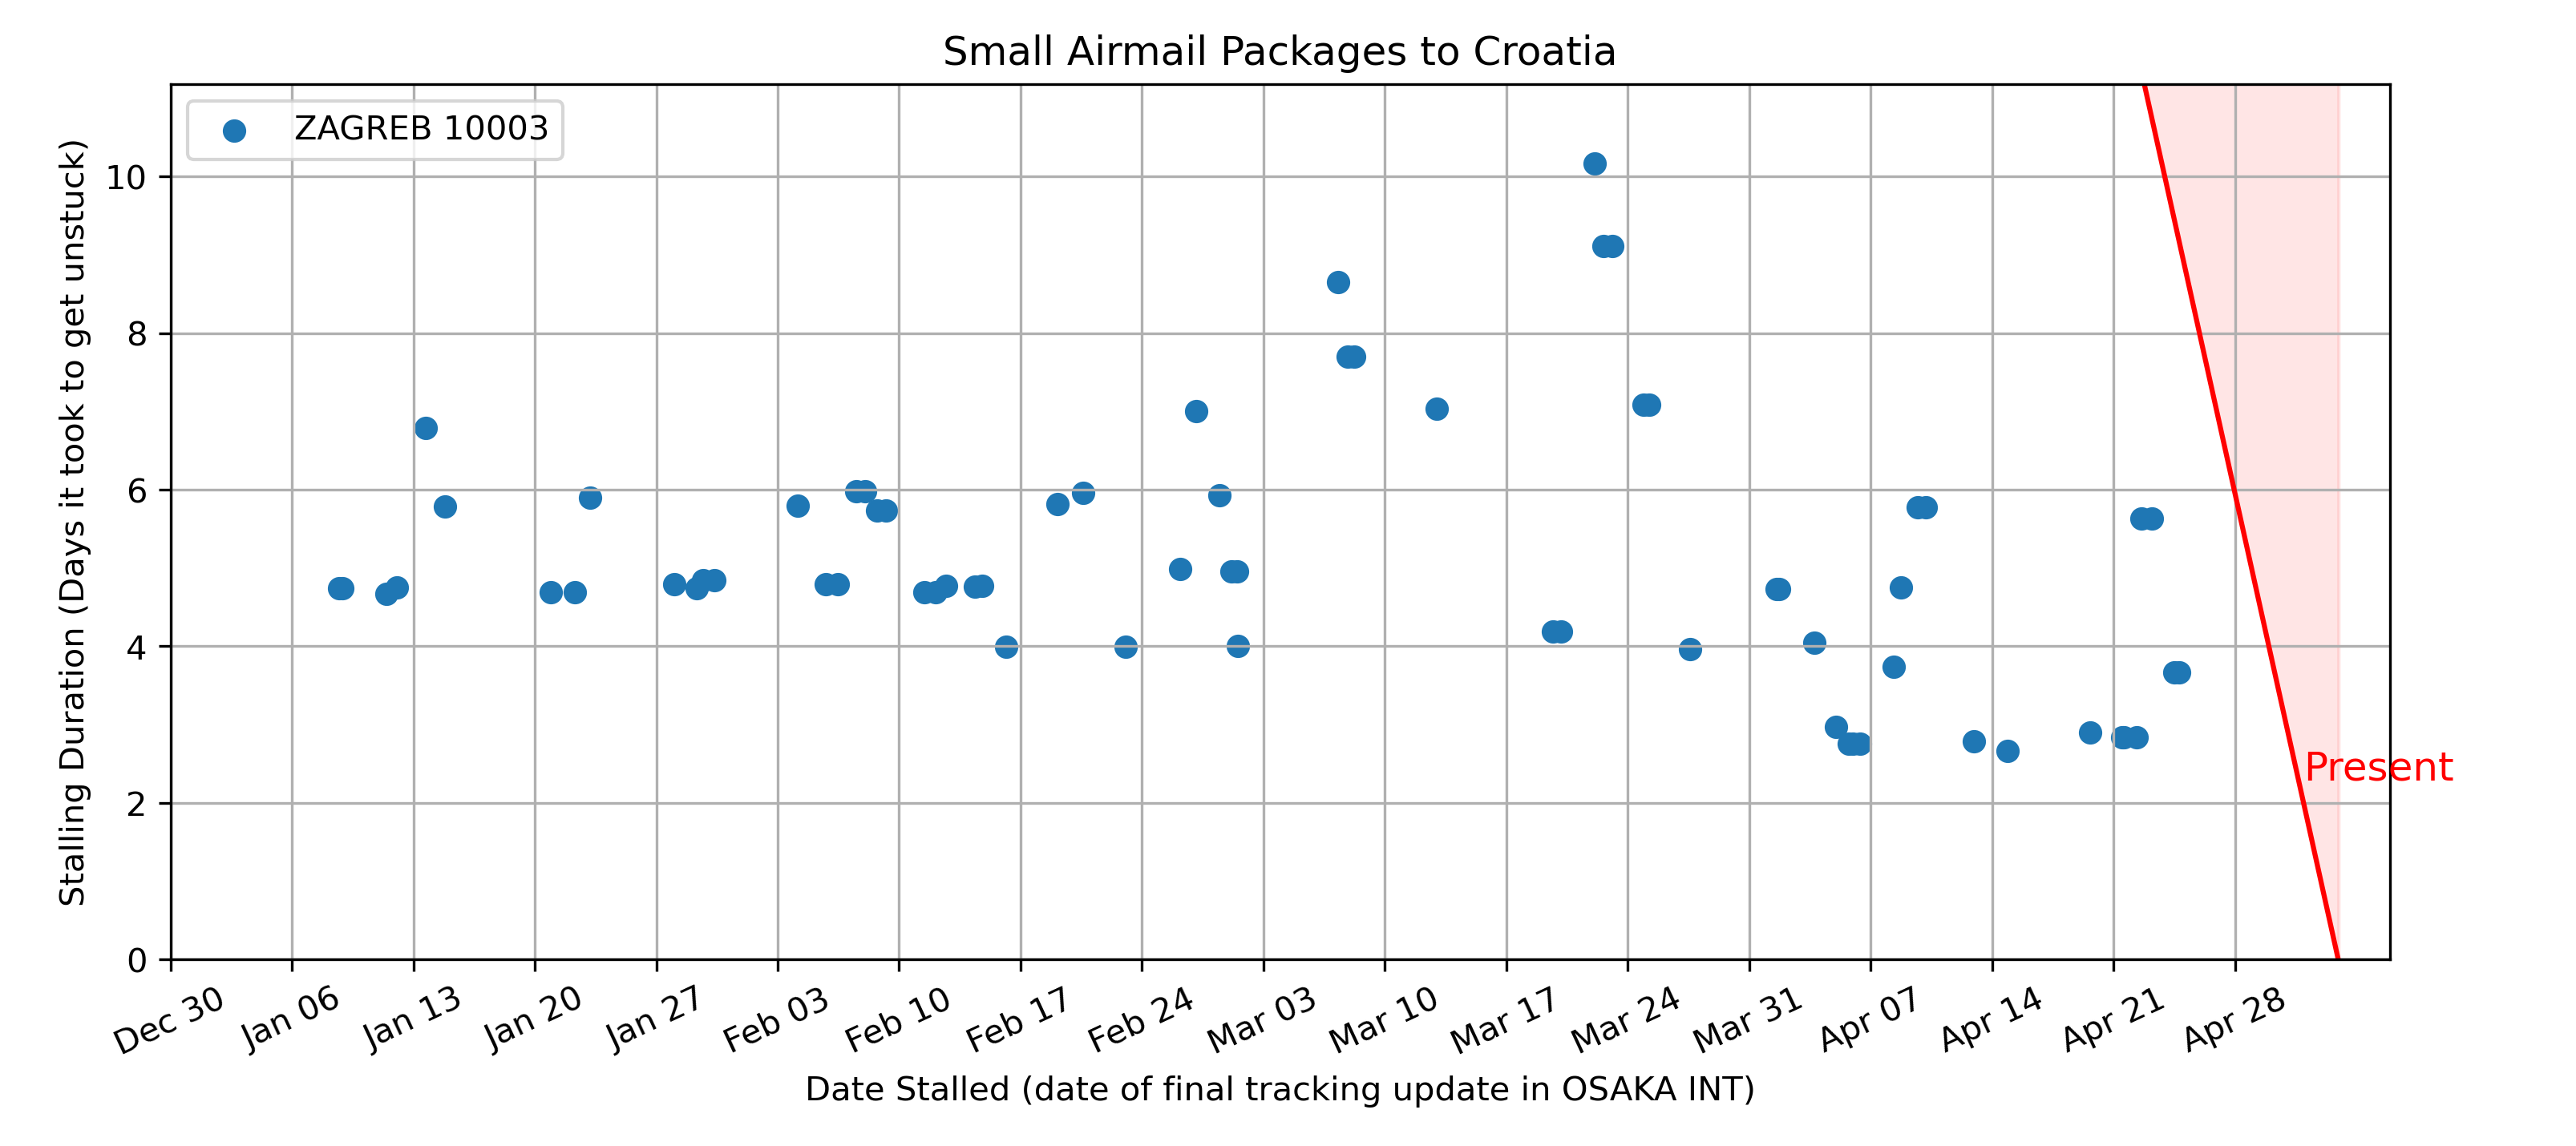 Small Airmail Packages to Croatia
ZAGREB 10003
Stalling Duration (Days it took to get unstuck)
10
8
6
4
2
0
Present
Dec 30 Jan 06 Jan 13 Jan 20 Jan 27 Feb 03 Feb 10 Feb 17 Feb 24 Mar 03 Mar 10 Mar 17 Mar 24 Mar 31 Apr 07 Apr 14 Apr 21 Apr 28
Date Stalled (date of final tracking update in OSAKA INT)